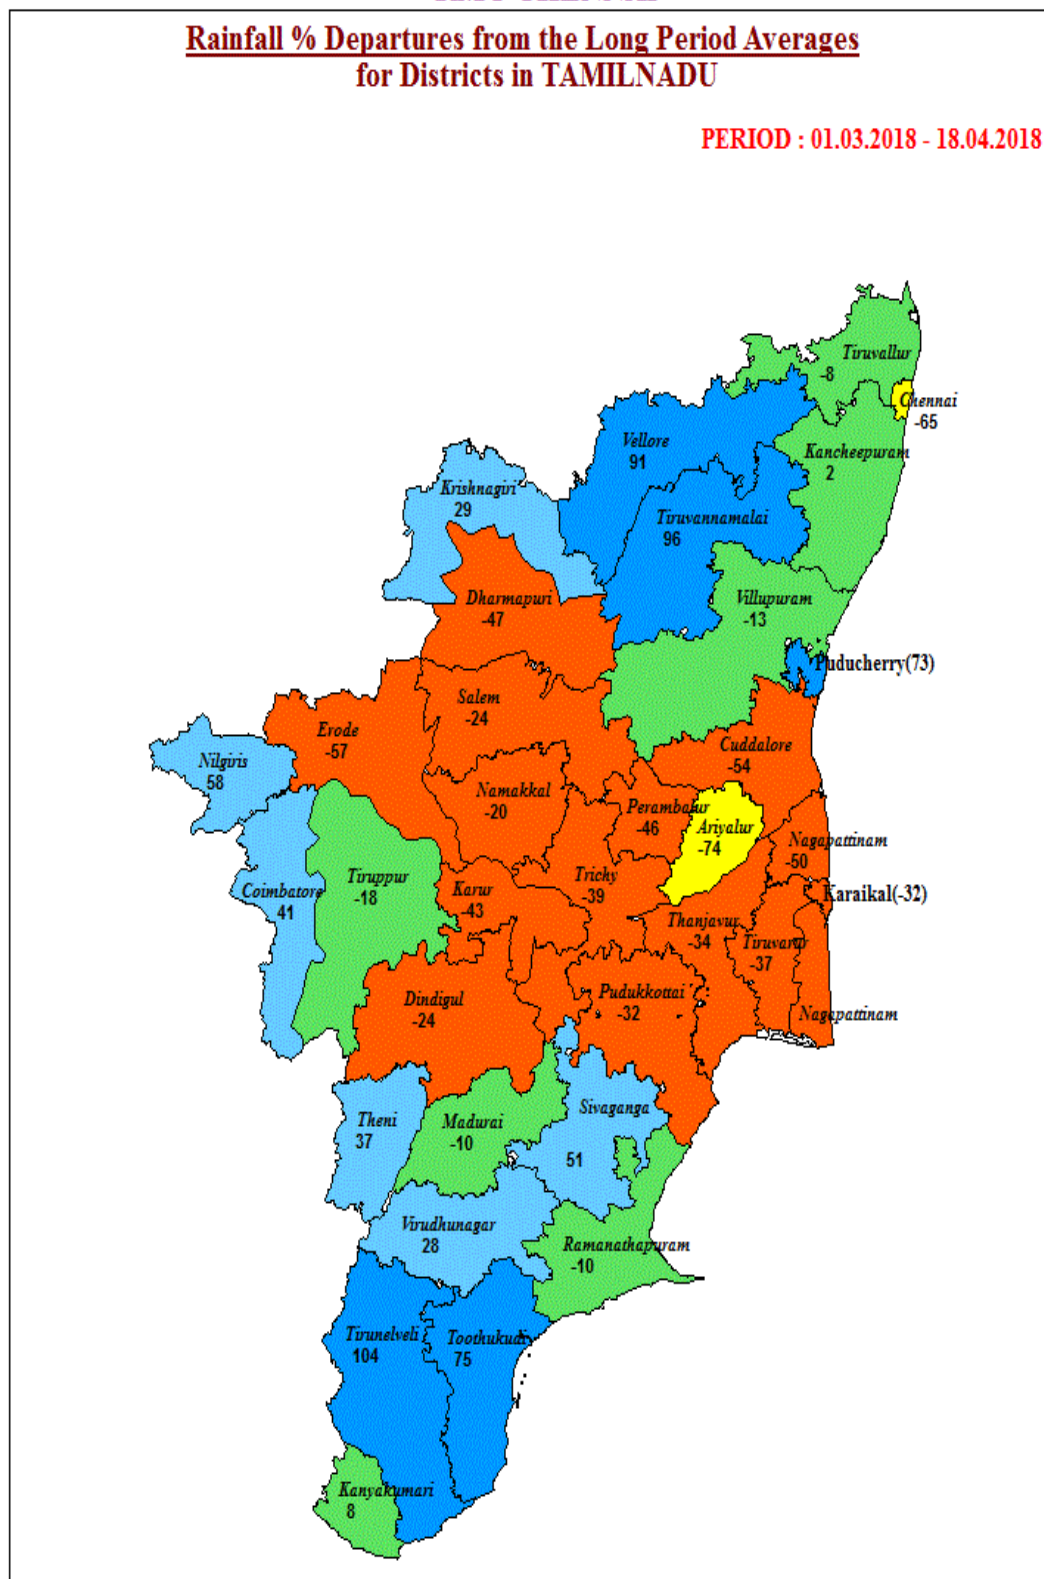 Rainfall % Departures from the Long Period Averages
for Districts in TAMILNADU
PERIOD : 01.03.2018 - 18.04.2018
Tiruvallur
-8
Chennai
-65
Kancheepuram
2
Vellore
91
Krishnagiri
29
Tiruvannamalai
96
Dharmapuri
-47
Villupuram
-13
Puducherry(73)
Salem
-24
Erode
-57
Cuddalore
-54
Nilgiris
58
Namakkal
-20
Perambalur
-46
Ariyalur
-74
Nagapattinam
-50
Tiruppur
-18
Coimbatore
41
Karur
-43
Trichy
-39
Karaikal(-32)
Thanjavur
-34
Tiruvarur
-37
Dindigul
-24
Pudukkottai
-32
Nagapattinam
Theni
37
Madurai
-10
Sivaganga
51
Virudhunagar
28
Ramanathapuram
-10
Tirunelveli
104
Toothukudi
75
Kanyakumari
8